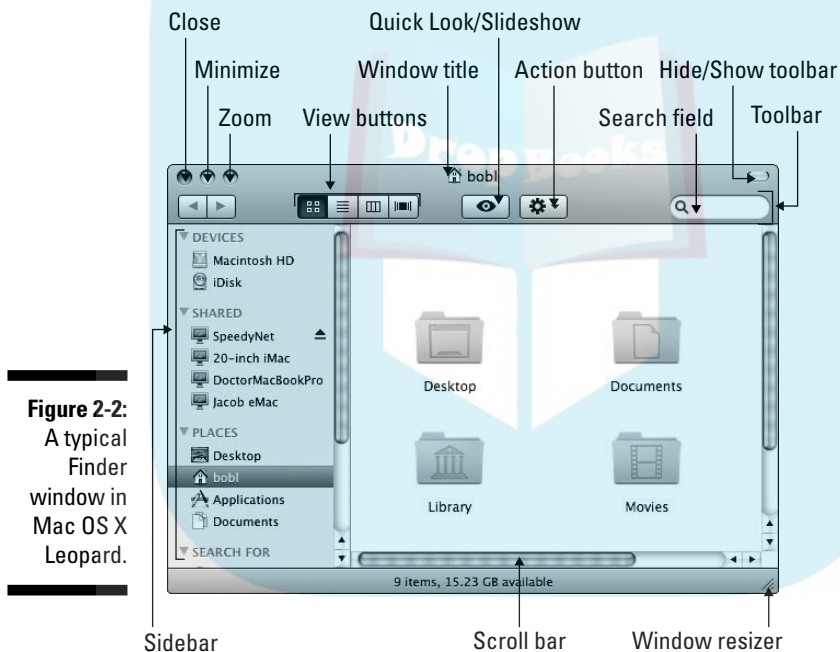 Close
Quick Look/Slideshow
Minimize
Window title
Action button
Hide/Show toolbar
Zoom
View buttons
Search field
Toolbar
Drop Books
bobl
DEVICES
Macintosh HD
iDisk
SHARED
SpeedyNet
20-inch iMac
DoctorMacBookPro
Jacob eMac
PLACES
Desktop
bobl
Applications
Documents
SEARCH FOR
Desktop
Documents
Library
Movies
9 items, 15.23 GB available
Figure 2-2:
A typical
Finder
window in
Mac OS X
Leopard.
Sidebar
Scroll bar
Window resizer